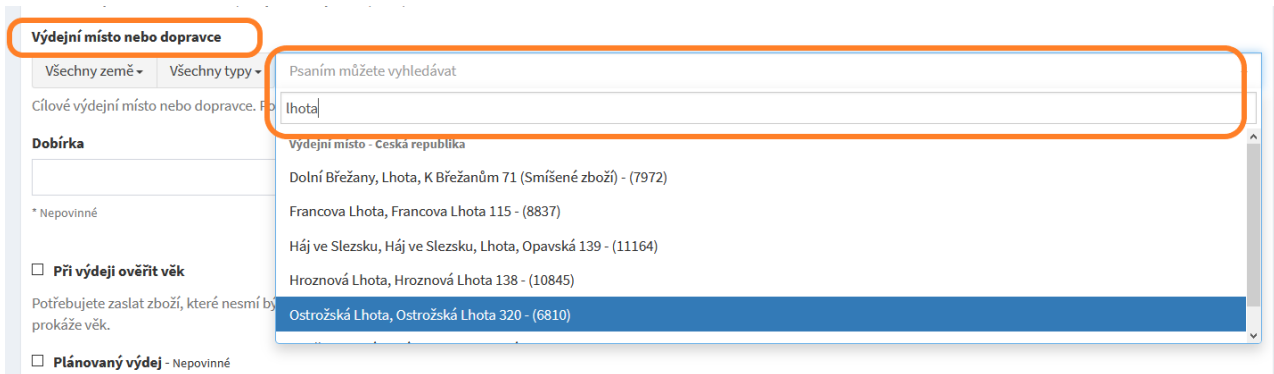 Výdejní místo nebo dopravce
Všechny země Všechny typy Psaním můžete vyhledávat
Cílové výdejní místo nebo dopravce.
lhota
Dobírka
Výdejní místo - Česká republika
Dolní Břežany, Lhota, K Břežanům 71 (Smíšené zboží) - (7972)
* Nepovinné
Francova Lhota, Francova Lhota 115 - (8837)
Háj ve Slezsku, Háj ve Slezsku, Lhota, Opavská 139 - (11164)
Při výdeji ověřit věk
Hroznová Lhota, Hroznová Lhota 138 - (10845)
Potřebujete zaslat zboží, které nesmí
prokáže věk.
Ostrožská Lhota, Ostrožská Lhota 320 - (6810)
Plánovaný výdej - Nepovinné